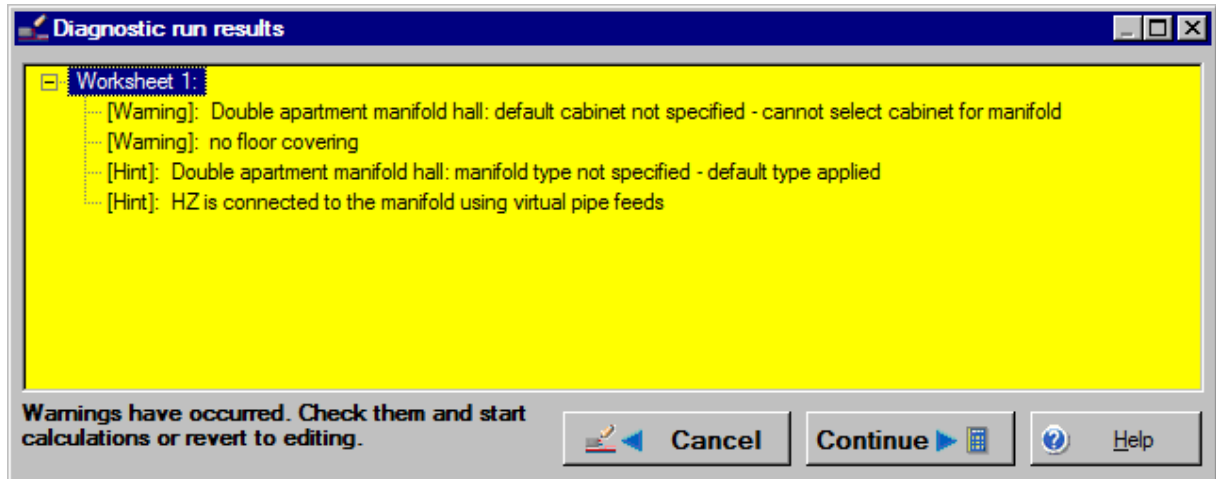 Diagnostic run results
Worksheet 1:
[Warning]: Double apartment manifold hall: default cabinet not specified - cannot select cabinet for manifold
[Warning]: no floor covering
[Hint]: Double apartment manifold hall: manifold type not specified - default type applied
[Hint]: HZ is connected to the manifold using virtual pipe feeds
Warnings have occurred. Check them and start
calculations or revert to editing.
Cancel
Continue
? Help